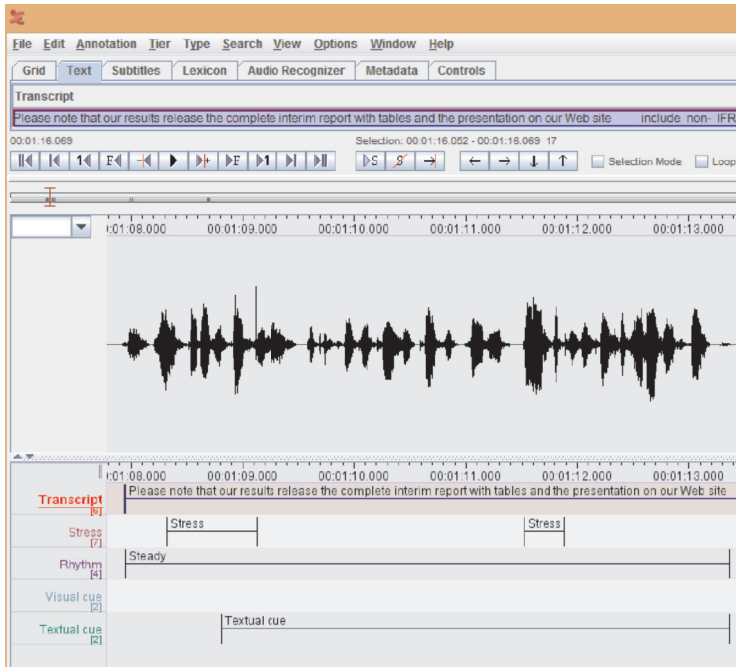 File Edit Annotation Tier Type Search View Options Window Help
Grid Text Subtitles Lexicon Audio Recognizer Metadata Controls
Transcript
Please note that our results release the complete interim report with tables and the presentation on our Web site include non- IFR
00:01:16.069 Selection: 00:01:16.052 - 00:01:16.069 17
1 F + F 1 S S Selection Mode Loop
:01:08.000 00:01:09.000 00:01:10.000 00:01:11.000 00:01:12.000 00:01:13.000
:01:08.000 00:01:09.000 00:01:10.000 00:01:11.000 00:01:12.000 00:01:13.000
Transcript Please note that our results release the complete interim report with tables and the presentation on our Web site
[6]
Stress Stress Stress
[7]
Rhythm Steady
[4]
Visual cue
[2]
Textual cue Textual cue
[2]